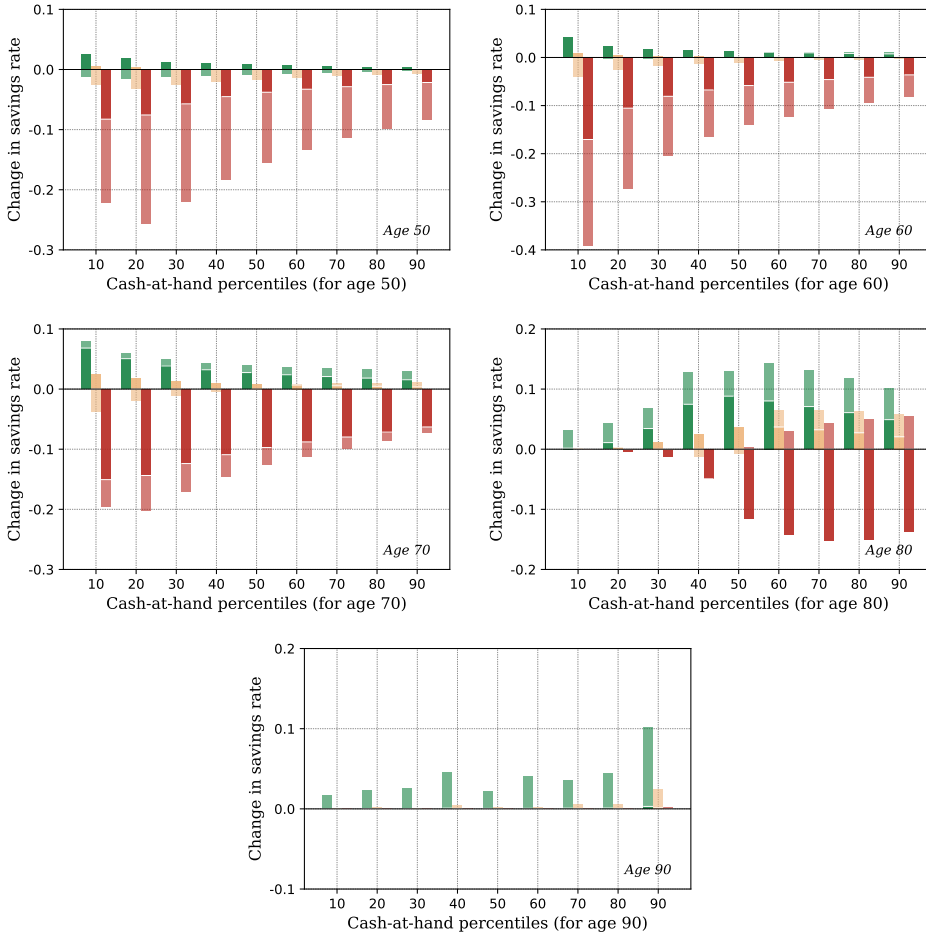 Change in savings rate
0.1
0.0
-0.1
-0.2
-0.3
Age 50
10 20 30 40 50 60 70 80 90
Cash-at-hand percentiles (for age 50)
Change in savings rate
0.1
0.0
-0.1
-0.2
-0.3
-0.4
Age 60
10 20 30 40 50 60 70 80 90
Cash-at-hand percentiles (for age 60)
Change in savings rate
0.1
0.0
-0.1
-0.2
-0.3
Age 70
10 20 30 40 50 60 70 80 90
Cash-at-hand percentiles (for age 70)
Change in savings rate
0.2
0.1
0.0
-0.1
-0.2
Age 80
10 20 30 40 50 60 70 80 90
Cash-at-hand percentiles (for age 80)
Change in savings rate
0.2
0.1
0.0
-0.1
Age 90
10 20 30 40 50 60 70 80 90
Cash-at-hand percentiles (for age 90)